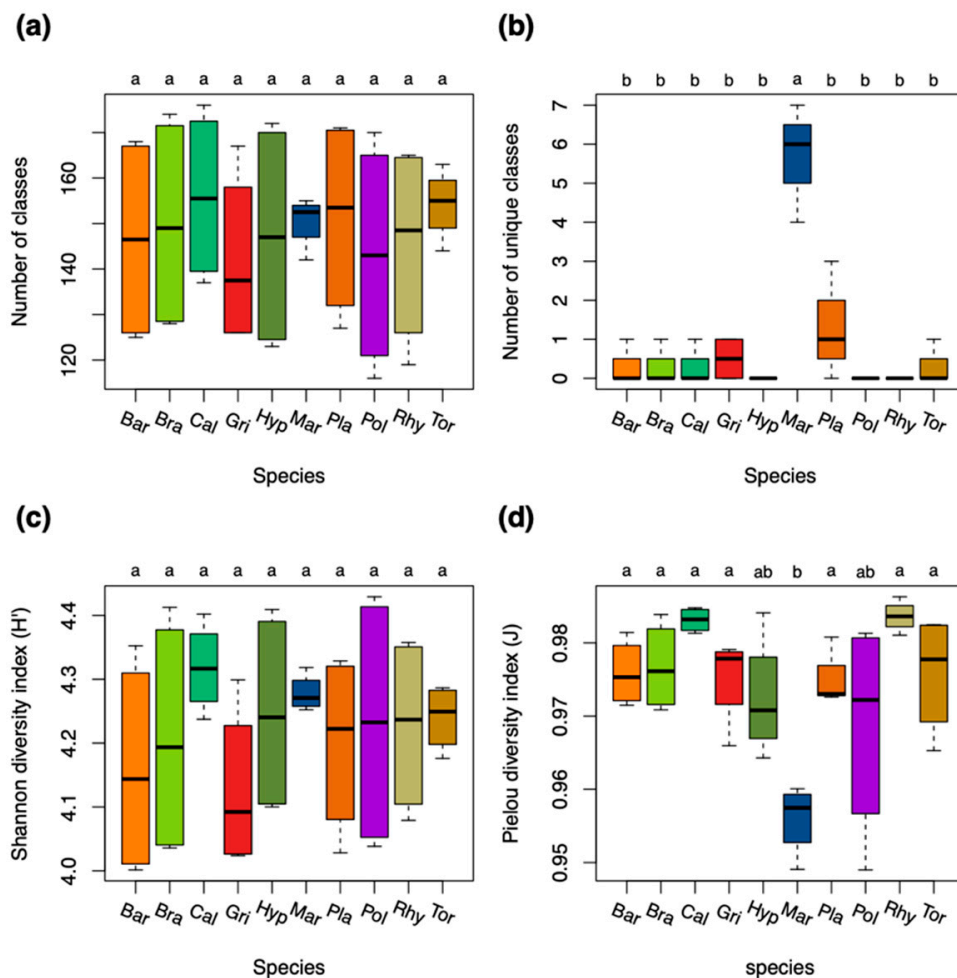 (a)
a a a a a a a a a a
Number of classes
160
140
120
Bar Bra Cal Gri Hyp Mar Pla Pol Rhy Tor
Species
(b)
b b b b b a b b b b
Number of unique classes
7
6
5
4
3
2
1
0
Bar Bra Cal Gri Hyp Mar Pla Pol Rhy Tor
Species
(c)
a a a a a a a a a a
Shannon diversity index (H')
4.4
4.3
4.2
4.1
4.0
Bar Bra Cal Gri Hyp Mar Pla Pol Rhy Tor
Species
(d)
a a a a ab b a ab a a
Pielou diversity index (J)
0.98
0.97
0.96
0.95
Bar Bra Cal Gri Hyp Mar Pla Pol Rhy Tor
species